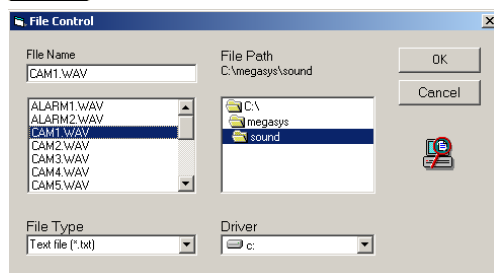 File Control
File Name
CAM1.WAV
ALARM1.WAV
ALARM2.WAV
CAM1.WAV
CAM2.WAV
CAM3.WAV
CAM4.WAV
CAM5.WAV
File Type
Text file (*.txt)
File Path
C:\megasys\sound
C:\
megasys
sound
Driver
c:
OK
Cancel